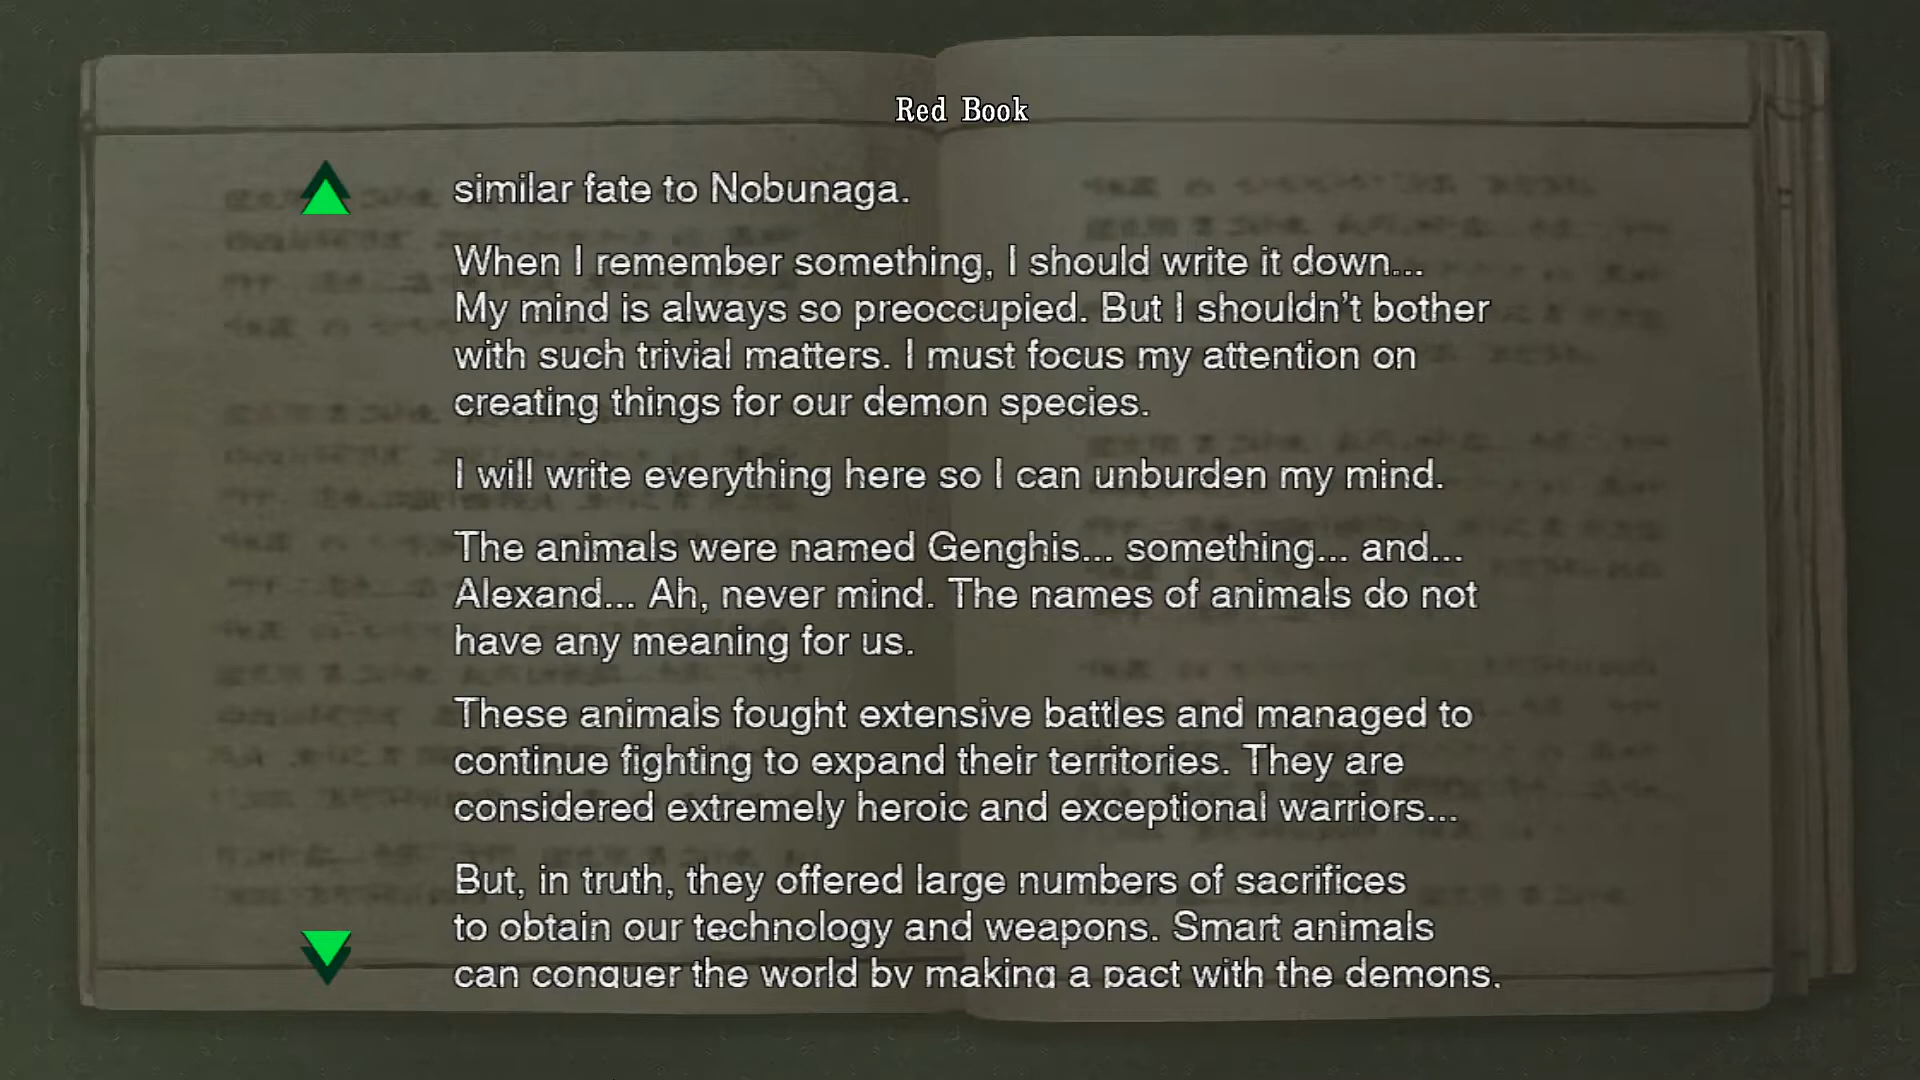 Red Book
similar fate to Nobunaga.
When I remember something, I should write it down...
My mind is always so preoccupied. But I shouldn't bother
with such trivial matters. I must focus my attention on
creating things for our demon species.
I will write everything here so I can unburden my mind.
The animals were named Genghis... something... and...
Alexand... Ah, never mind. The names of animals do not
have any meaning for us.
These animals fought extensive battles and managed to
continue fighting to expand their territories. They are
considered extremely heroic and exceptional warriors...
But, in truth, they offered large numbers of sacrifices
to obtain our technology and weapons. Smart animals
can conquer the world by making a pact with the demons.